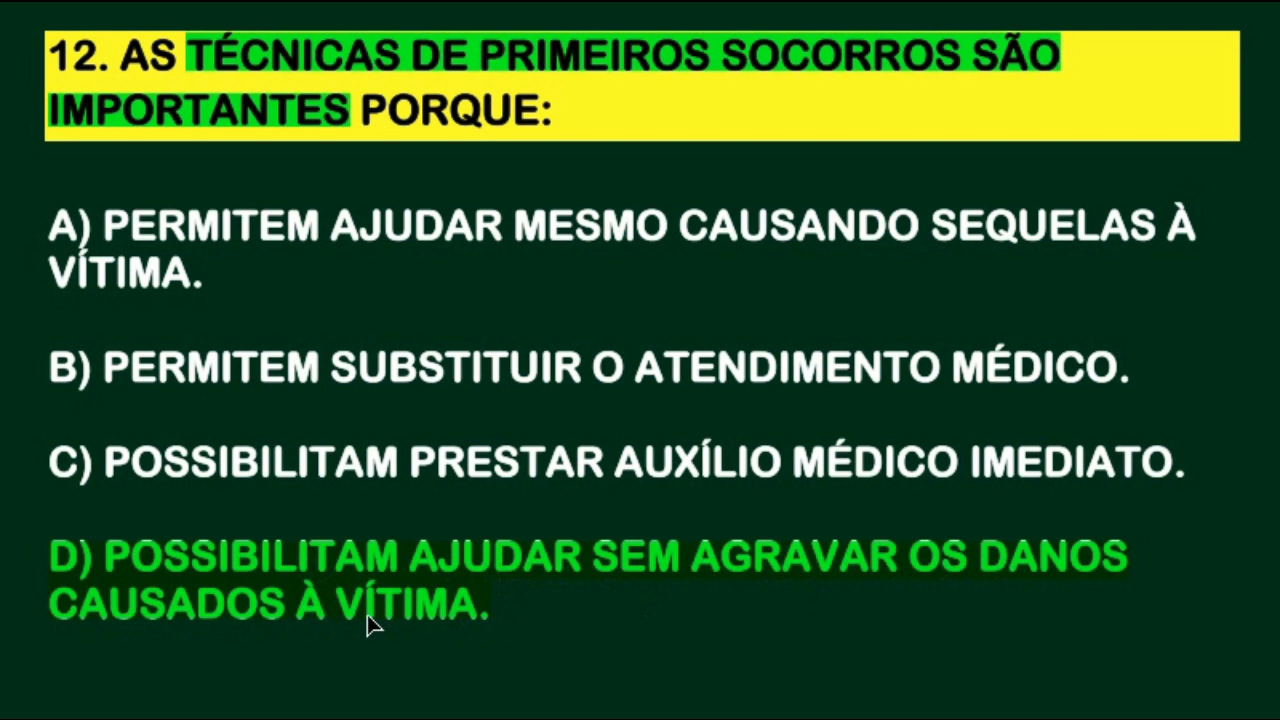 12. AS TÉCNICAS DE PRIMEIROS SOCORROS SÃO
IMPORTANTES PORQUE:
A) PERMITEM AJUDAR MESMO CAUSANDO SEQUELAS À
VÍTIMA.
B) PERMITEM SUBSTITUIR O ATENDIMENTO MÉDICO.
C) POSSIBILITAM PRESTAR AUXÍLIO MÉDICO IMEDIATO.
D) POSSIBILITAM AJUDAR SEM AGRAVAR OS DANOS
CAUSADOS À VÍTIMA.